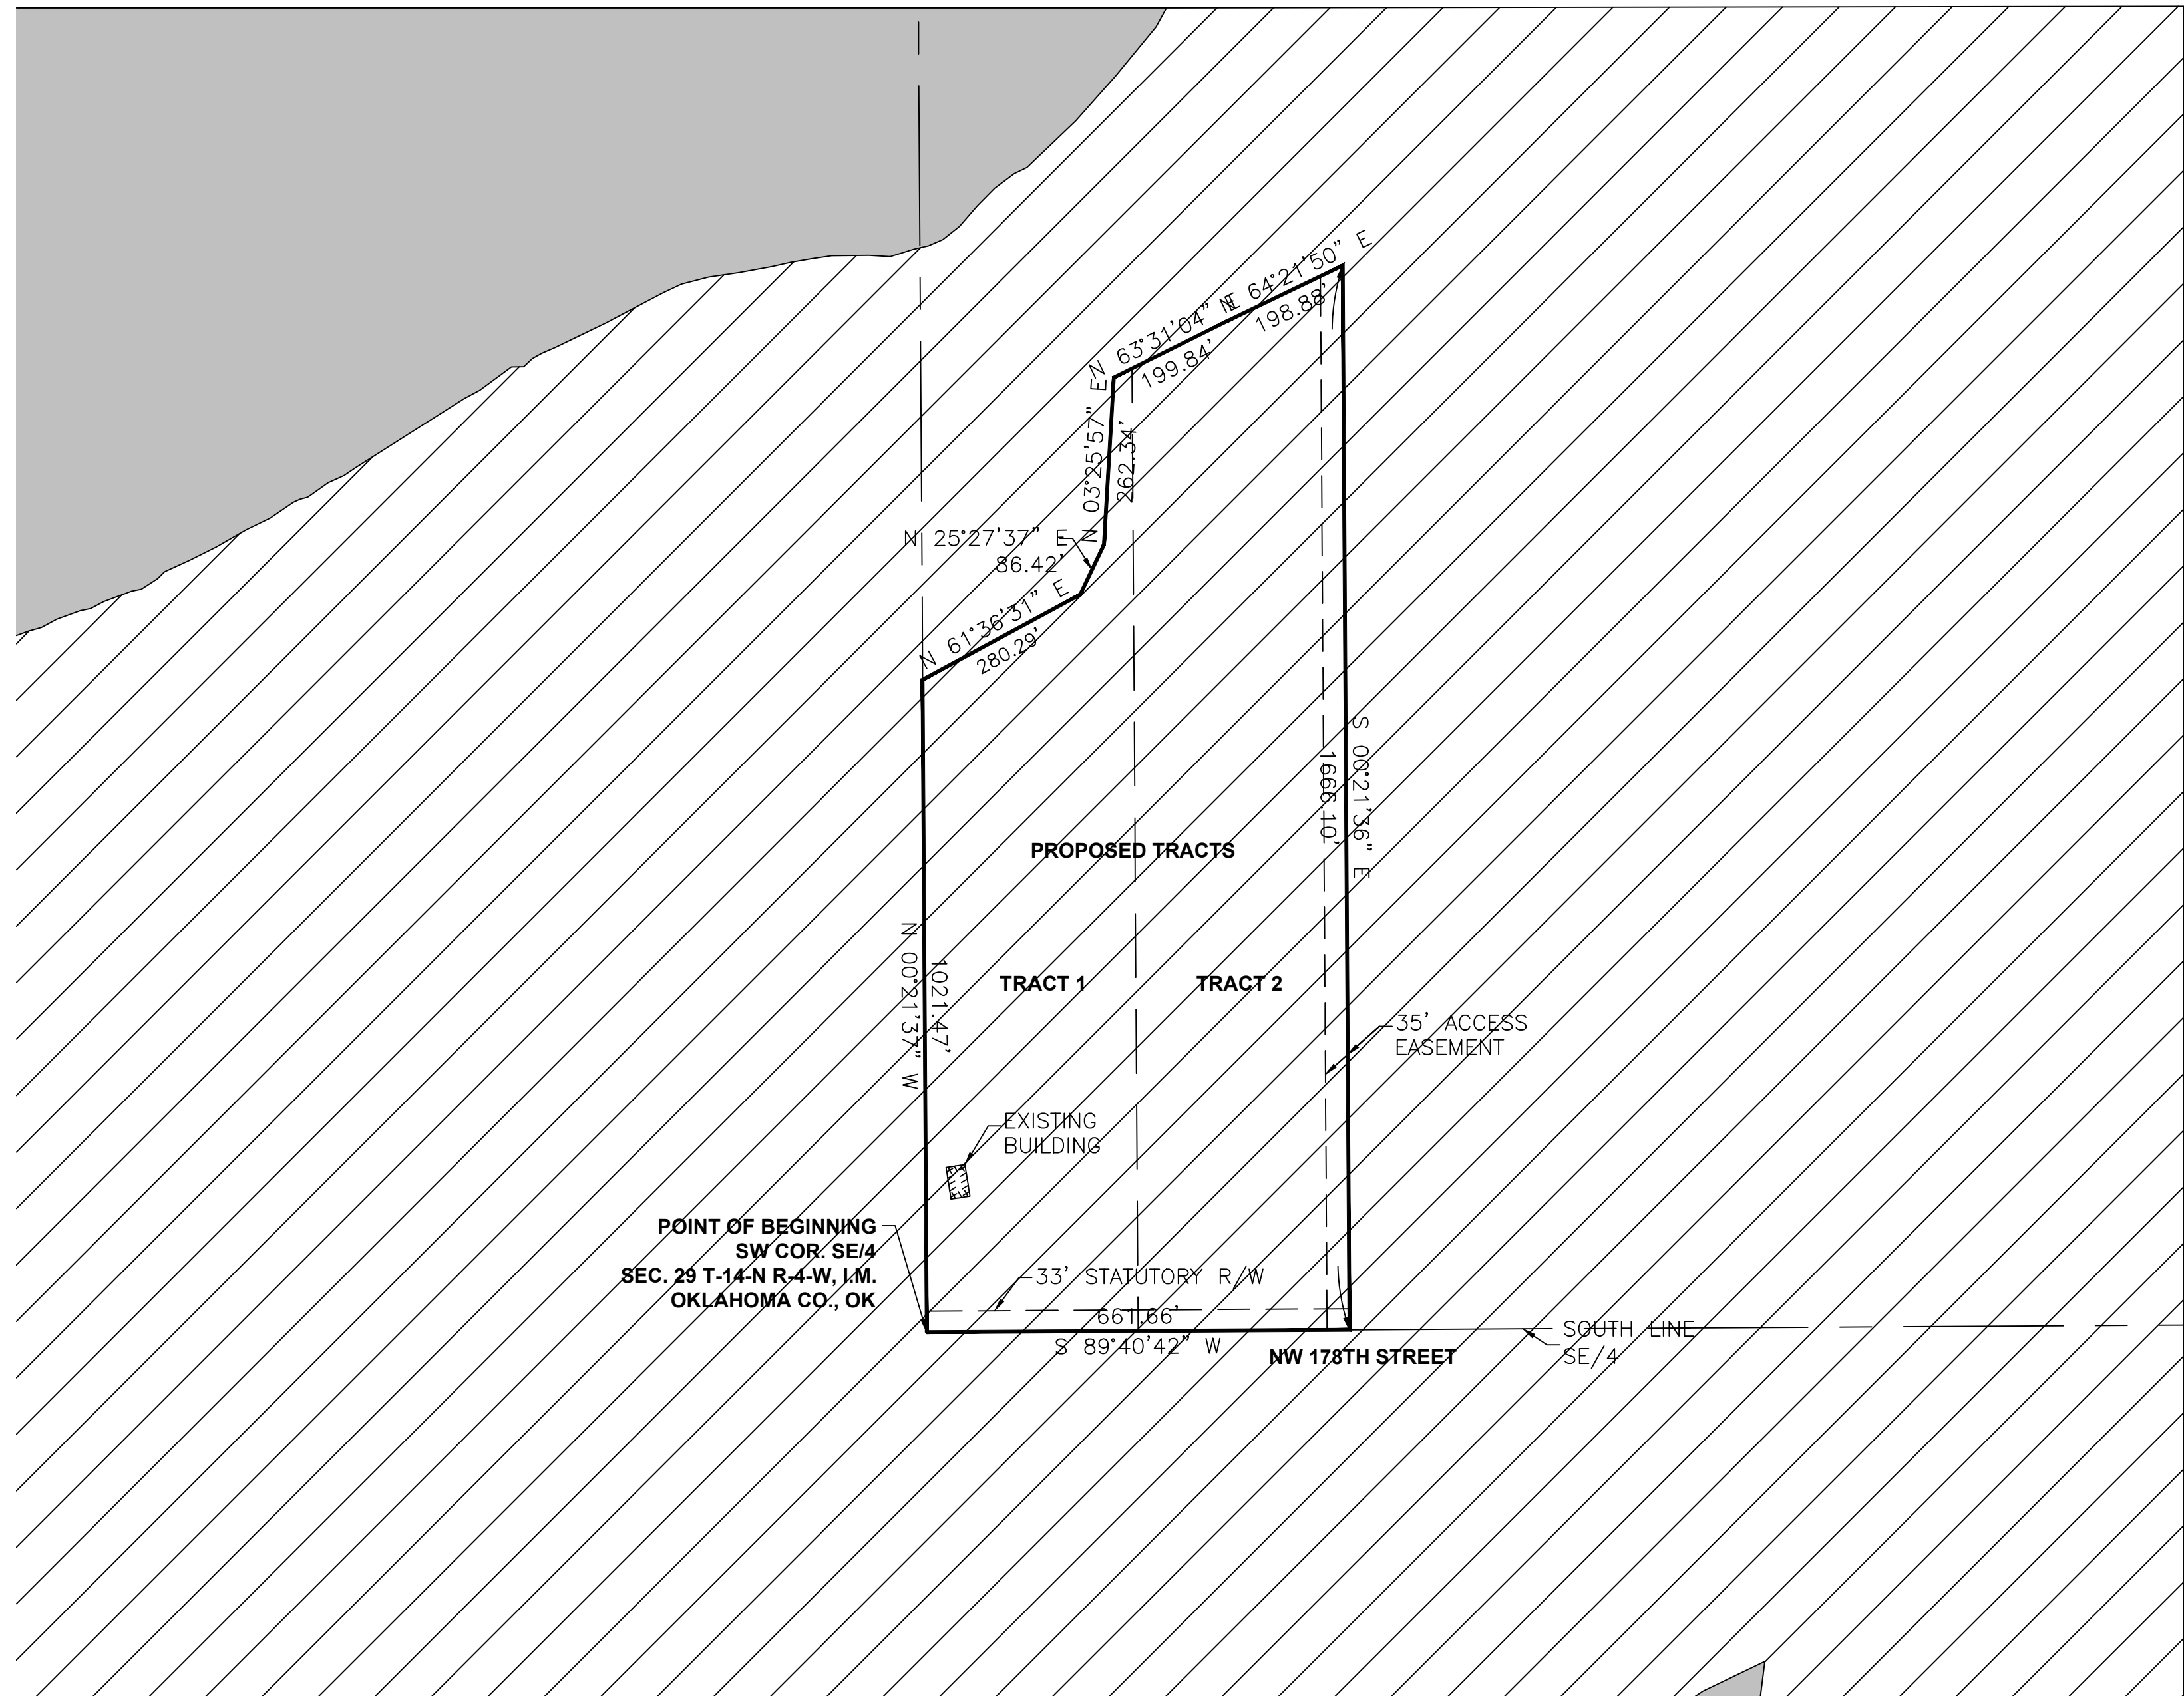 N 64°21'50" E
198.88'
N 63°31'04" E
199.84'
N 03°25'57" E
262.34'
N 25°27'37" E
86.42'
N 61°36'31" E
280.29'
S 00°21'36" E
1666.10'
PROPOSED TRACTS
TRACT 1
TRACT 2
N 00°21'37" W
1021.47'
35' ACCESS
EASEMENT
EXISTING
BUILDING
POINT OF BEGINNING
SW COR. SE/4
SEC. 29 T-14-N R-4-W, I.M.
OKLAHOMA CO., OK
33' STATUTORY R/W
661.66'
S 89°40'42" W
NW 178TH STREET
SOUTH LINE
SE/4